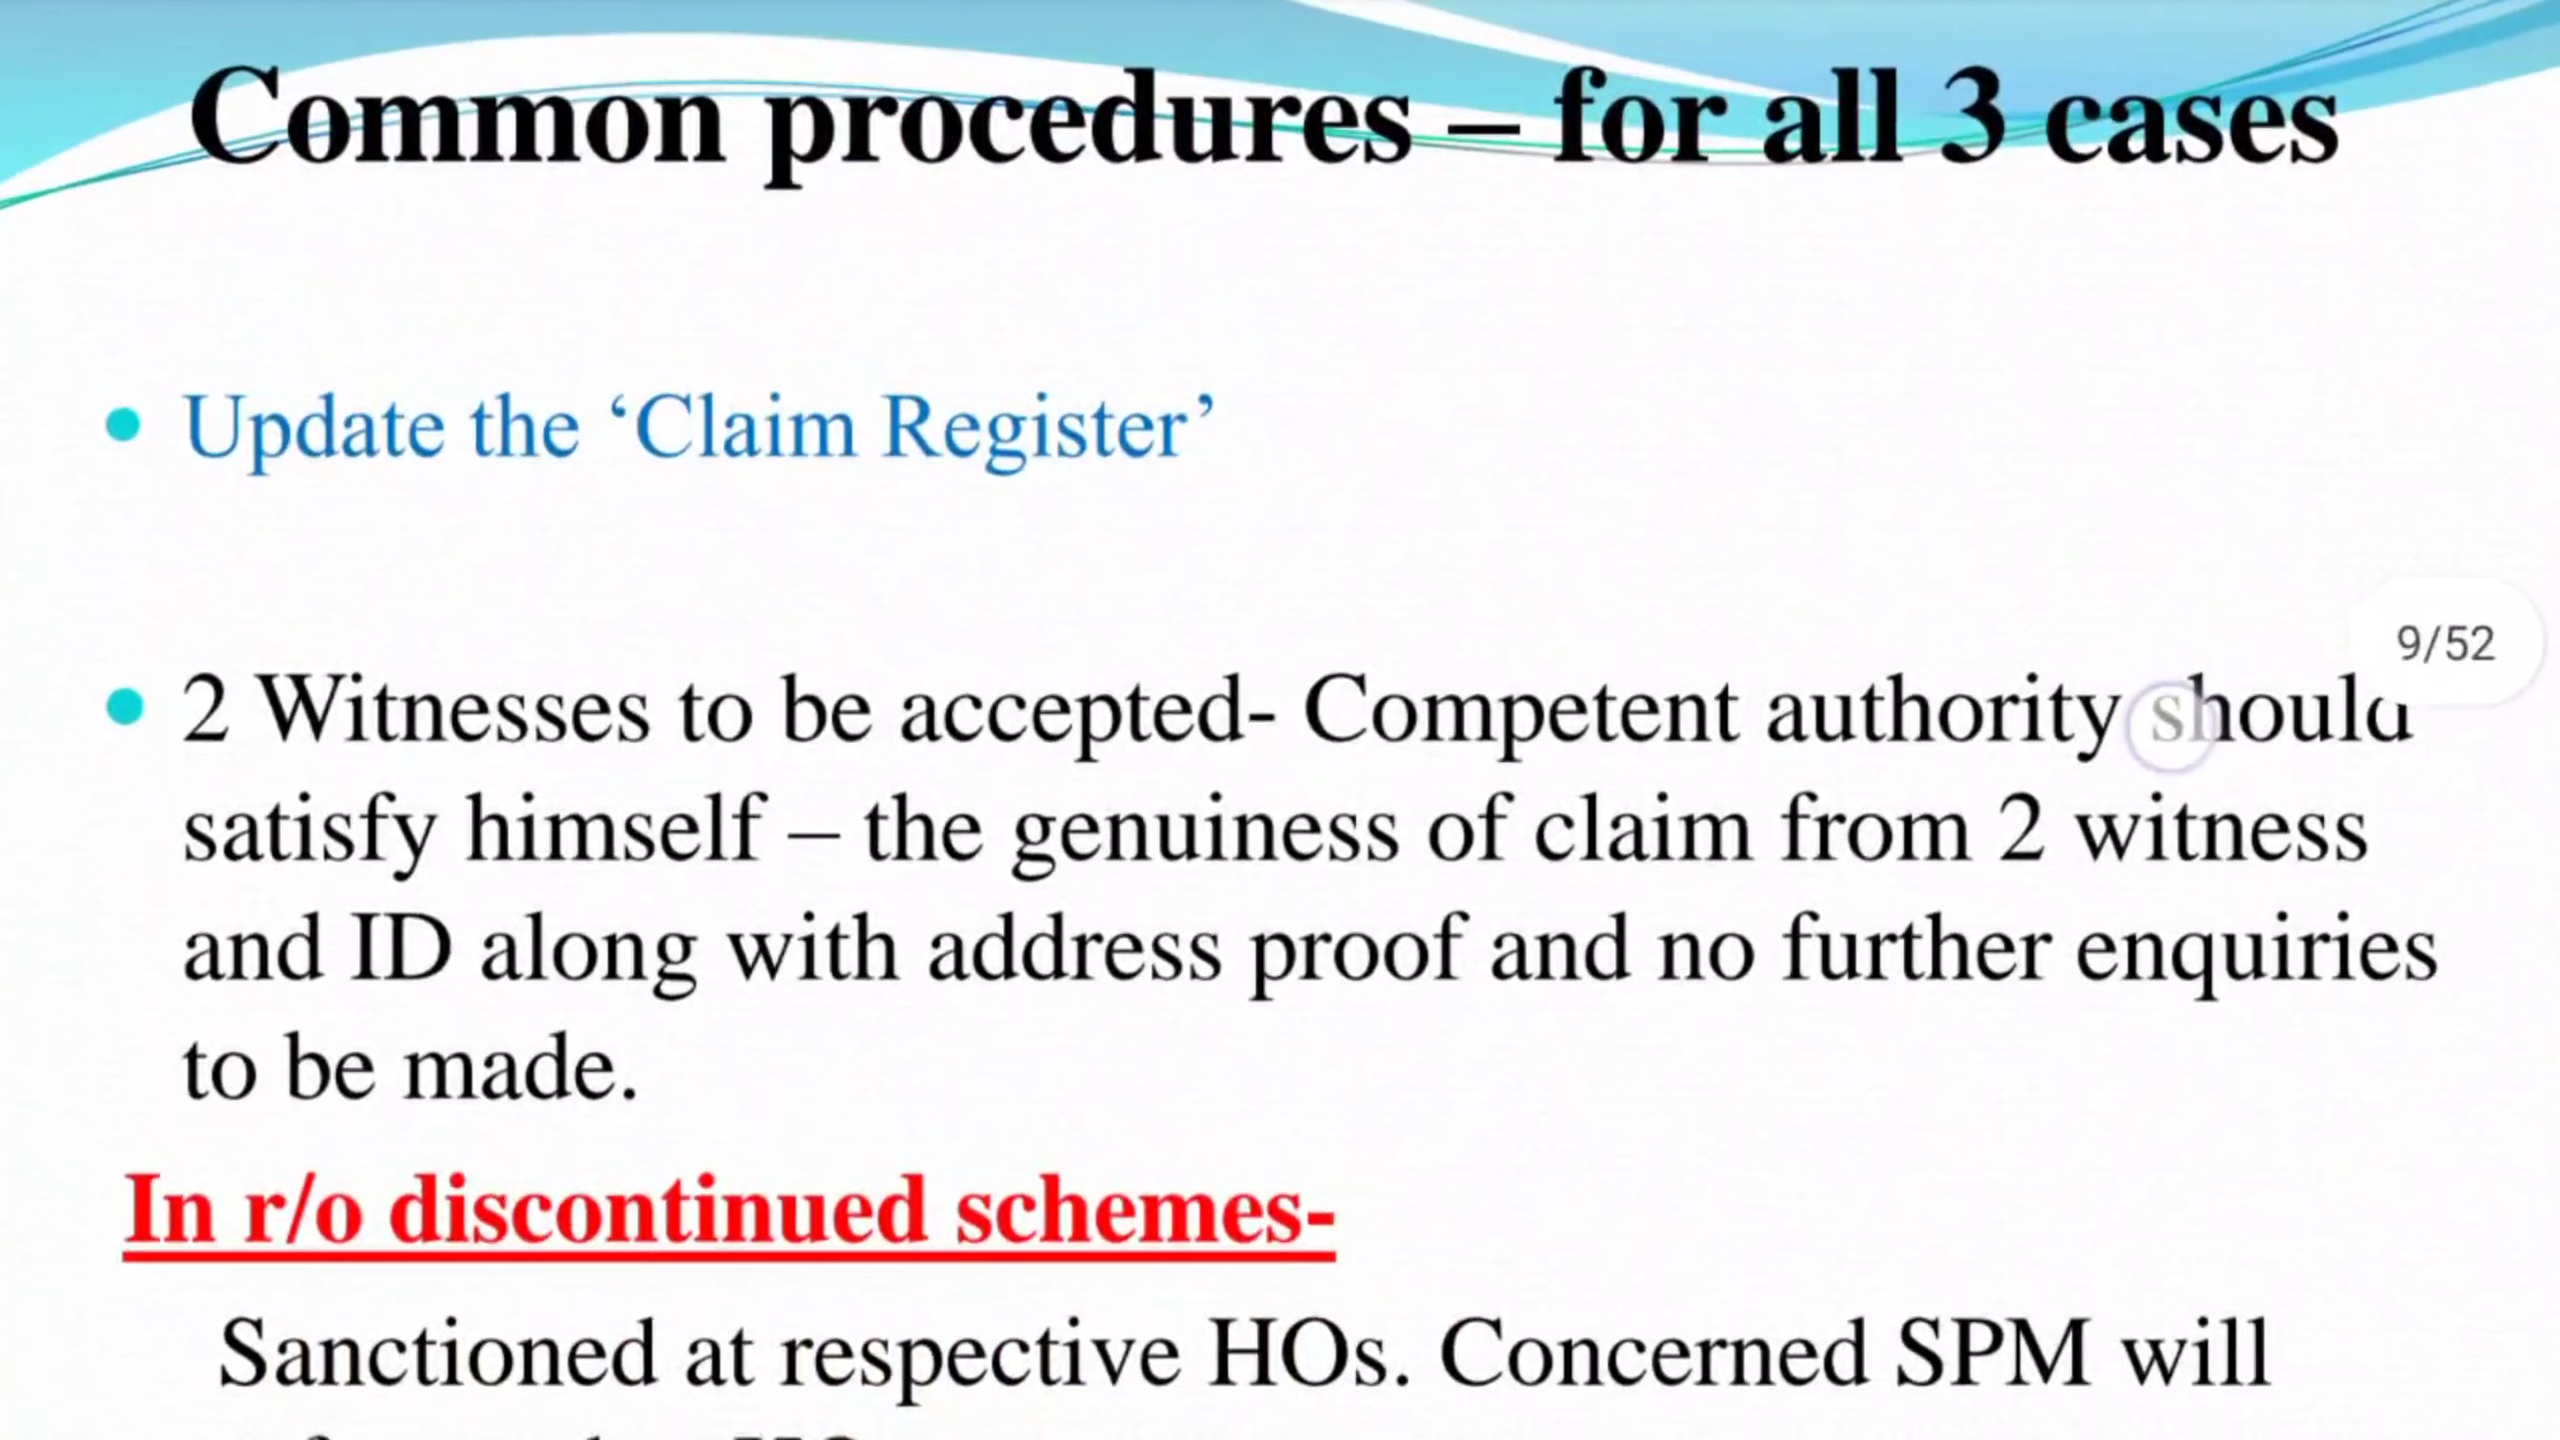 Common procedures – for all 3 cases
Update the ‘Claim Register’
9/52
2 Witnesses to be accepted- Competent authority should
satisfy himself – the genuiness of claim from 2 witness
and ID along with address proof and no further enquiries
to be made.
In r/o discontinued schemes-
Sanctioned at respective HOs. Concerned SPM will